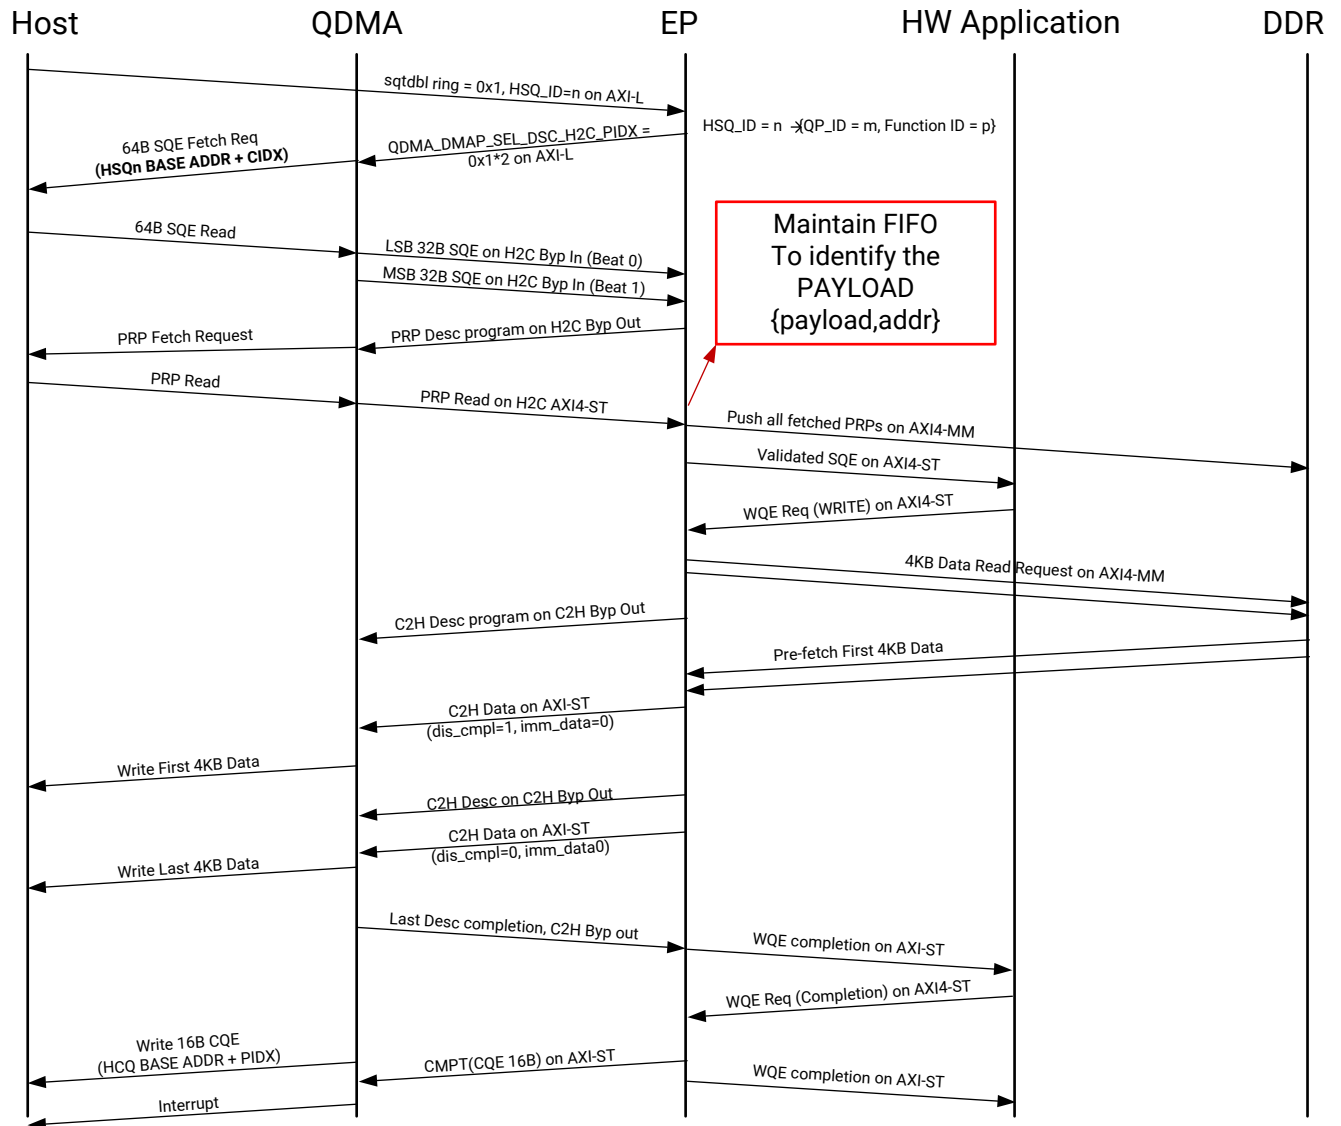 Host QDMA EP HW Application DDR
sqtdbl ring = 0x1, HSQ_ID=n on AXI-L
HSQ_ID = n → {QP_ID = m, Function ID = p}
64B SQE Fetch Req
(HSQn BASE ADDR + CIDX)
QDMA_DMAP_SEL_DSC_H2C_PIDX =
0x1*2 on AXI-L
Maintain FIFO
To identify the
PAYLOAD
{payload,addr}
64B SQE Read
LSB 32B SQE on H2C Byp In (Beat 0)
MSB 32B SQE on H2C Byp In (Beat 1)
PRP Desc program on H2C Byp Out
PRP Fetch Request
PRP Read
PRP Read on H2C AXI4-ST
Push all fetched PRPs on AXI4-MM
Validated SQE on AXI4-ST
WQE Req (WRITE) on AXI4-ST
4KB Data Read Request on AXI4-MM
C2H Desc program on C2H Byp Out
Pre-fetch First 4KB Data
C2H Data on AXI-ST
(dis_cmpl=1, imm_data=0)
Write First 4KB Data
C2H Desc on C2H Byp Out
C2H Data on AXI-ST
(dis_cmpl=0, imm_data0)
Write Last 4KB Data
Last Desc completion, C2H Byp out
WQE completion on AXI-ST
WQE Req (Completion) on AXI4-ST
Write 16B CQE
(HCQ BASE ADDR + PIDX)
CMPT(CQE 16B) on AXI-ST
WQE completion on AXI-ST
Interrupt